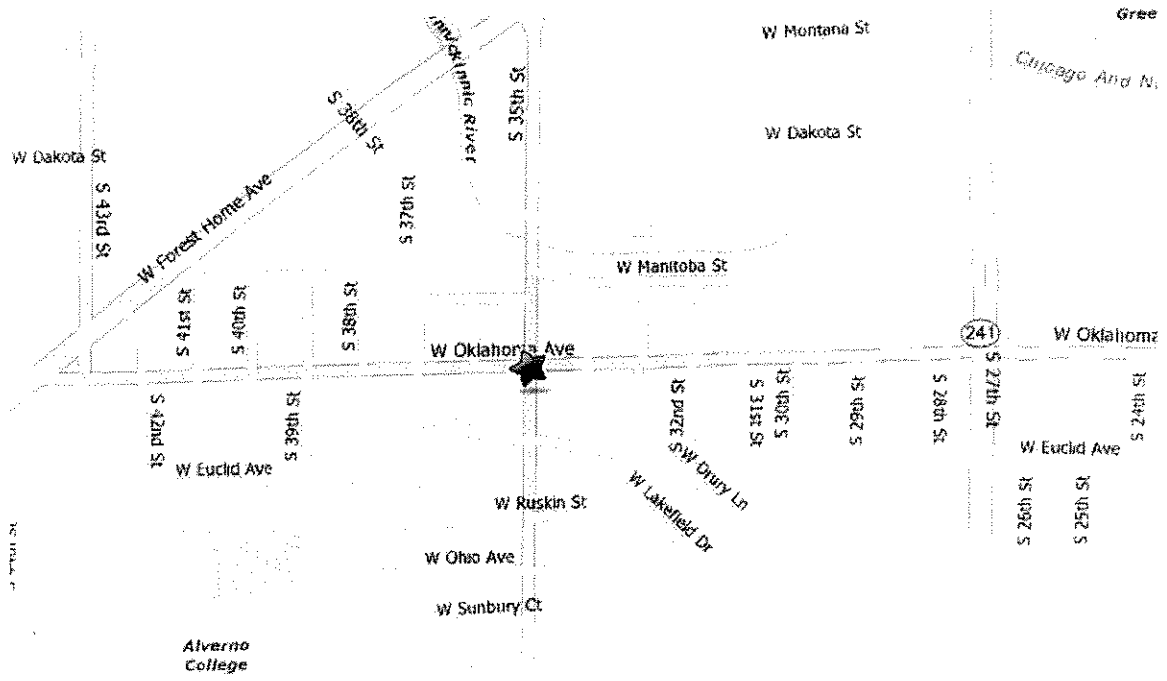 Gree
W Montana St
Chicago And N
S 35th St
S 38th St
nnickinnic River
W Dakota St
W Dakota St
S 43rd St
W Forest Home Ave
S 37th St
W Manitoba St
S 41st St
S 40th St
S 38th St
241
W Oklahoma
W Oklahoma Ave
S 42nd St
S 39th St
S 32nd St
S 31st St
S 30th St
S 29th St
S 28th St
S 27th St
S 24th St
W Euclid Ave
W Euclid Ave
S W Drury Ln
W Lakefield Dr
W Ruskin St
S 26th St
S 25th St
W Ohio Ave
W Sunbury Ct
Alverno
College